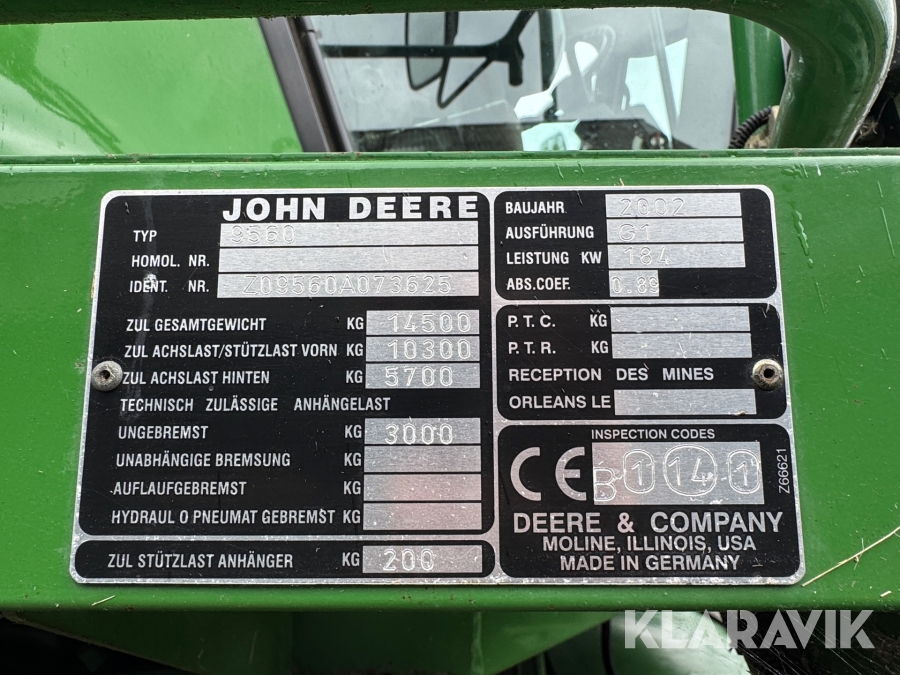 JOHN DEERE
TYP 9560
HOMOL. NR.
IDENT. NR. Z09560A073625
ZUL GESAMTGEWICHT KG 14500
ZUL ACHSLAST/STÜTZLAST VORN KG 10300
ZUL ACHSLAST HINTEN KG 5700
TECHNISCH ZULÄSSIGE ANHÄNGELAST
UNGEBREMST KG 3000
UNABHÄNGIGE BREMSUNG KG
AUFLAUFGEBREMST KG
HYDRAUL O PNEUMAT GEBREMST KG
ZUL STÜTZLAST ANHÄNGER KG 200
BAUJAHR 2002
AUSFÜHRUNG G1
LEISTUNG KW 184
ABS.COEF. 0.89
P.T.C. KG
P.T.R. KG
RECEPTION DES MINES
ORLEANS LE
INSPECTION CODES
CE B 1 14 1
DEERE & COMPANY
MOLINE, ILLINOIS, USA
MADE IN GERMANY
Z66621
KLARAVIK